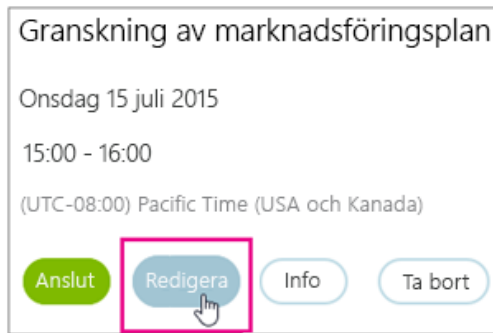 Granskning av marknadsföringsplan
Onsdag 15 juli 2015
15:00 - 16:00
(UTC-08:00) Pacific Time (USA och Kanada)
Anslut Redigera Info Ta bort